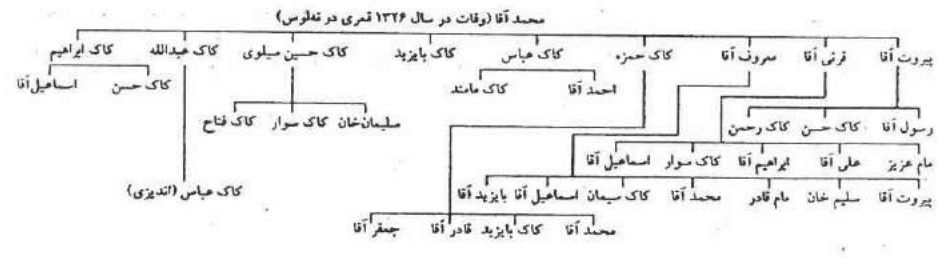 محمد آقا (وفات در سال ۱۳۲۶ قمری در نه‌لوس)
پیروت آقا قرنی آقا معروف آقا کاک حمزه کاک عباس کاک بایزید کاک حسین میلوی کاک عبدالله کاک ابراهیم
احمد آقا کاک مامند کاک حسن اسماعیل آقا
رسول آقا کاک حسن کاک رحمن سلیمان‌خان کاک سوار کاک فتاح
مام عزیز علی آقا ابراهیم آقا کاک سوار اسماعیل آقا
پیروت آقا سلیم خان مام قادر محمد آقا کاک سیمان اسماعیل آقا بایزید آقا کاک عباس (اندیزی)
محمد آقا کاک بایزید قادر آقا جعفر آقا